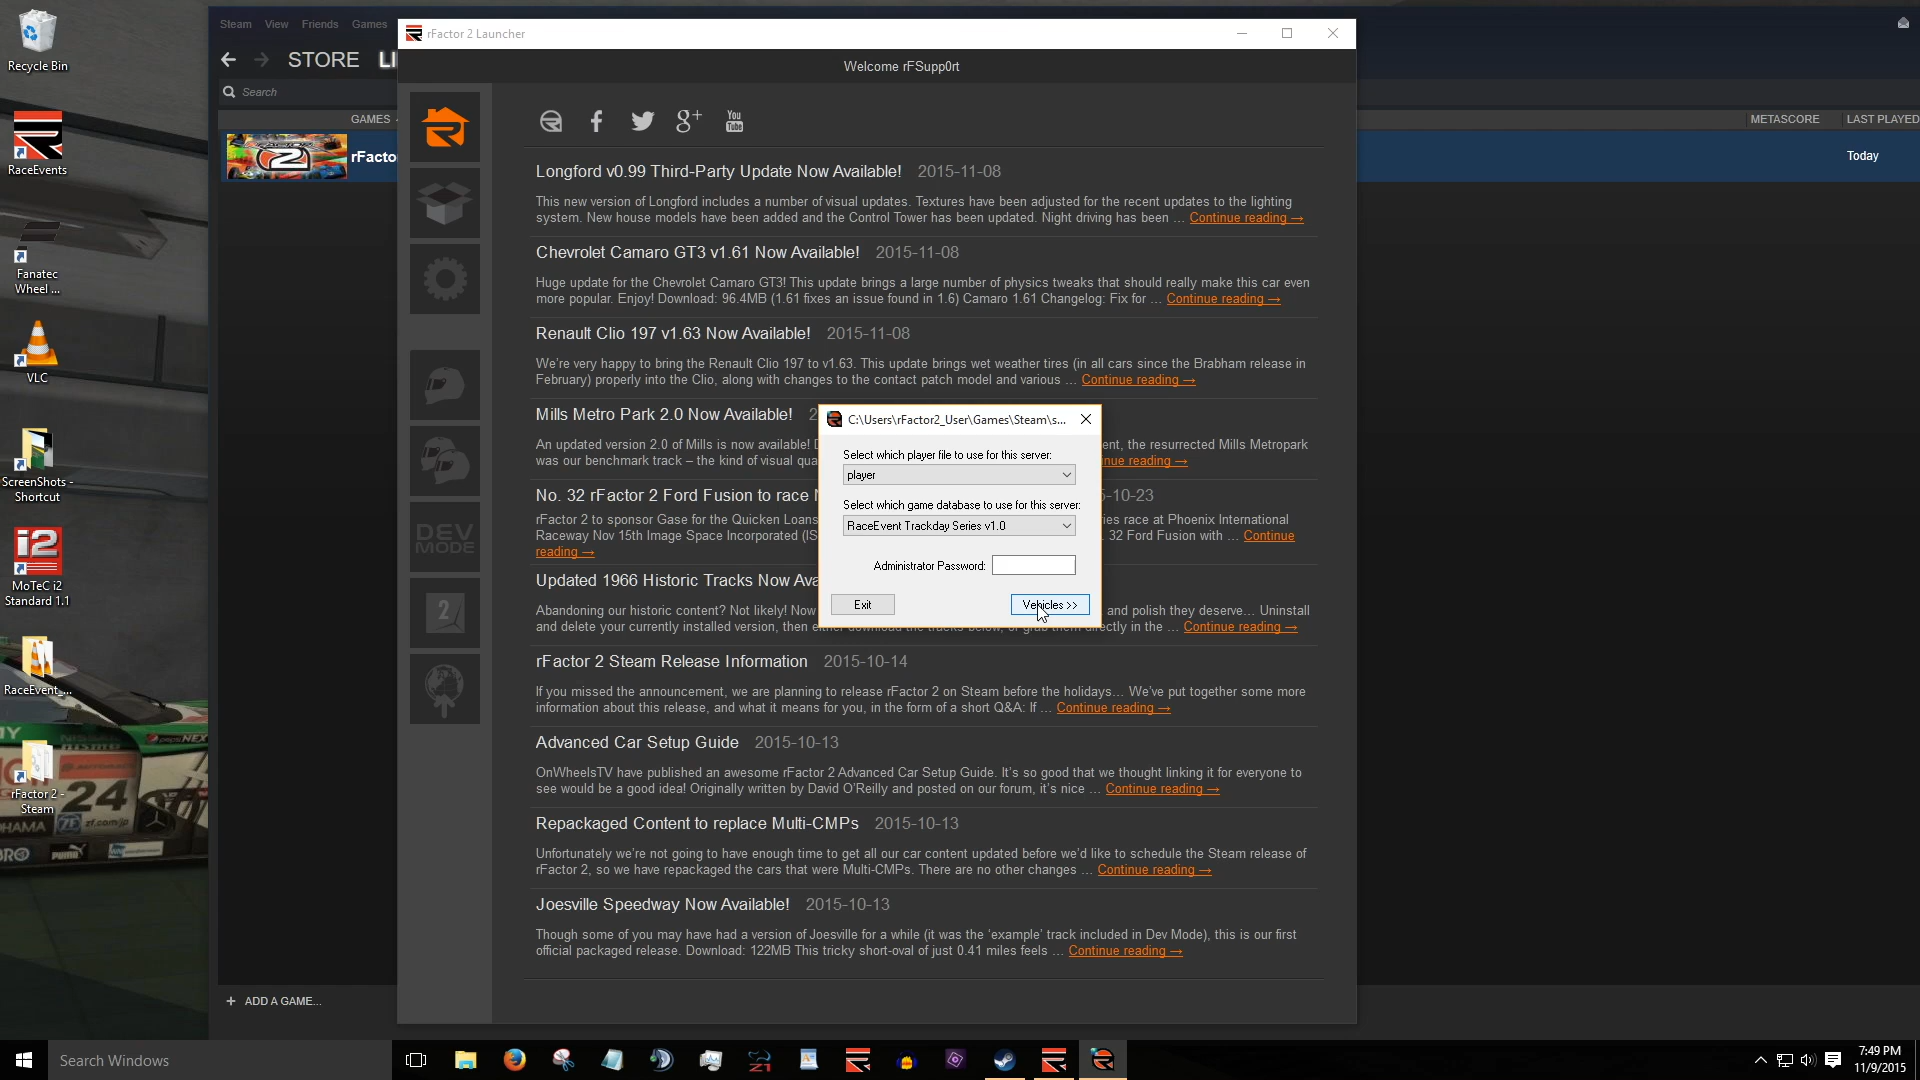 Steam View Friends Games
STORE LI
Search
GAMES
rFacto
METASCORE LAST PLAYED
Today
ADD A GAME...
Recycle Bin
RaceEvents
Fanatec
Wheel ...
VLC
ScreenShots -
Shortcut
i2
MoTeC i2
Standard 1.1
RaceEvent_...
rFactor 2 -
Steam
24
rFactor 2 Launcher
Welcome rFSupp0rt
g+
You
Tube
DEV
MODE
2
Longford v0.99 Third-Party Update Now Available! 2015-11-08
This new version of Longford includes a number of visual updates. Textures have been adjusted for the recent updates to the lighting
system. New house models have been added and the Control Tower has been updated. Night driving has been ... Continue reading →
Chevrolet Camaro GT3 v1.61 Now Available! 2015-11-08
Huge update for the Chevrolet Camaro GT3! This update brings a large number of physics tweaks that should really make this car even
more popular. Enjoy! Download: 96.4MB (1.61 fixes an issue found in 1.6) Camaro 1.61 Changelog: Fix for ... Continue reading →
Renault Clio 197 v1.63 Now Available! 2015-11-08
We're very happy to bring the Renault Clio 197 to v1.63. This update brings wet weather tires (in all cars since the Brabham release in
February) properly into the Clio, along with changes to the contact patch model and various ... Continue reading →
Mills Metro Park 2.0 Now Available! 2
An updated version 2.0 of Mills is now available! ent, the resurrected Mills Metropark
was our benchmark track – the kind of visual qua nue reading →
No. 32 rFactor 2 Ford Fusion to race 5-10-23
rFactor 2 to sponsor Gase for the Quicken Loans ies race at Phoenix International
Raceway Nov 15th Image Space Incorporated (IS . 32 Ford Fusion with ... Continue
reading →
Updated 1966 Historic Tracks Now Ava
Abandoning our historic content? Not likely! Now and polish they deserve... Uninstall
and delete your currently installed version, then either download the tracks below, or grab them directly in the ... Continue reading →
rFactor 2 Steam Release Information 2015-10-14
If you missed the announcement, we are planning to release rFactor 2 on Steam before the holidays... We've put together some more
information about this release, and what it means for you, in the form of a short Q&A: If ... Continue reading →
Advanced Car Setup Guide 2015-10-13
OnWheelsTV have published an awesome rFactor 2 Advanced Car Setup Guide. It's so good that we thought linking it for everyone to
see would be a good idea! Originally written by David O'Reilly and posted on our forum, it's nice ... Continue reading →
Repackaged Content to replace Multi-CMPs 2015-10-13
Unfortunately we're not going to have enough time to get all our car content updated before we'd like to schedule the Steam release of
rFactor 2, so we have repackaged the cars that were Multi-CMPs. There are no other changes ... Continue reading →
Joesville Speedway Now Available! 2015-10-13
Though some of you may have had a version of Joesville for a while (it was the 'example' track included in Dev Mode), this is our first
official packaged release. Download: 122MB This tricky short-oval of just 0.41 miles feels ... Continue reading →
C:\Users\rFactor2_User\Games\Steam\s...
Select which player file to use for this server:
player
Select which game database to use for this server:
RaceEvent Trackday Series v1.0
Administrator Password:
Exit
Vehicles >>
Search Windows
7:49 PM
11/9/2015